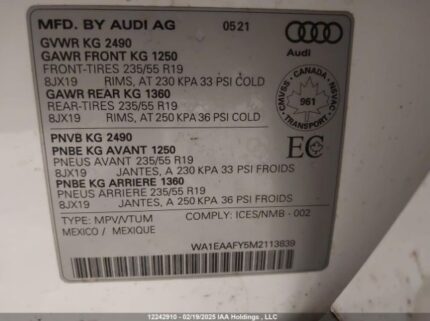 MFD. BY AUDI AG 0521
GVWR KG 2490
GAWR FRONT KG 1250
FRONT-TIRES 235/55 R19
8JX19 RIMS, AT 230 KPA 33 PSI COLD
GAWR REAR KG 1360
REAR-TIRES 235/55 R19
8JX19 RIMS, AT 250 KPA 36 PSI COLD
PNVB KG 2490
PNBE KG AVANT 1250
PNEUS AVANT 235/55 R19
8JX19 JANTES, A 230 KPA 33 PSI FROIDS
PNBE KG ARRIERE 1360
PNEUS ARRIERE 235/55 R19
8JX19 JANTES, A 250 KPA 36 PSI FROIDS
TYPE: MPV/VTUM COMPLY: ICES/NMB - 002
MEXICO / MEXIQUE
WA1EAAFY5M2113839
Audi
CMVSS - CANADA - NSVAC
961
TRANSPORT
EC
12242910 - 02/19/2025 IAA Holdings , LLC